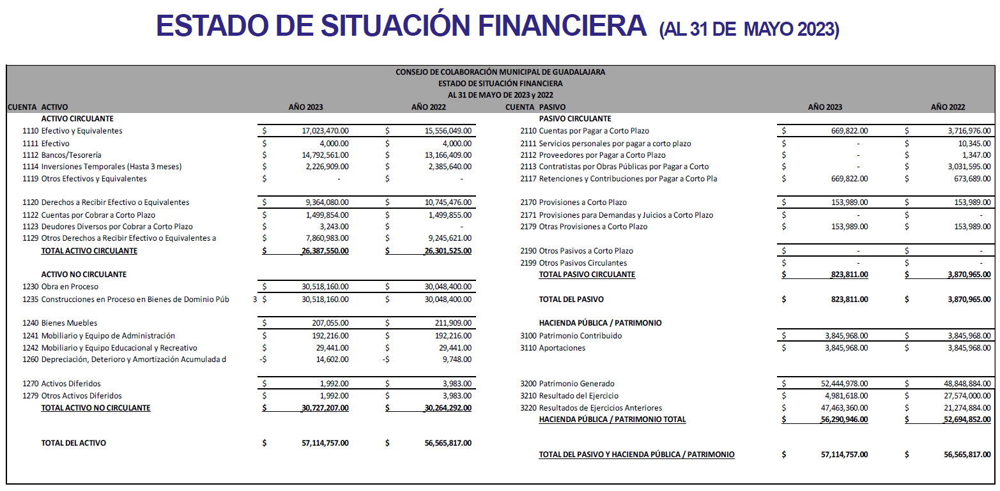 ESTADO DE SITUACIÓN FINANCIERA (AL 31 DE MAYO 2023)
CONSEJO DE COLABORACIÓN MUNICIPAL DE GUADALAJARA
ESTADO DE SITUACIÓN FINANCIERA
AL 31 DE MAYO DE 2023 y 2022
CUENTA ACTIVO AÑO 2023 AÑO 2022 CUENTA PASIVO AÑO 2023 AÑO 2022
ACTIVO CIRCULANTE PASIVO CIRCULANTE
1110 Efectivo y Equivalentes $ 17,023,470.00 $ 15,556,049.00 2110 Cuentas por Pagar a Corto Plazo $ 669,822.00 $ 3,716,976.00
1111 Efectivo $ 4,000.00 $ 4,000.00 2111 Servicios personales por pagar a corto plazo $ - $ 10,345.00
1112 Bancos/Tesorería $ 14,792,561.00 $ 13,166,409.00 2112 Proveedores por Pagar a Corto Plazo $ - $ 1,347.00
1114 Inversiones Temporales (Hasta 3 meses) $ 2,226,909.00 $ 2,385,640.00 2113 Contratistas por Obras Públicas por Pagar a Corto $ - $ 3,031,595.00
1119 Otros Efectivos y Equivalentes $ - $ - 2117 Retenciones y Contribuciones por Pagar a Corto Pla $ 669,822.00 $ 673,689.00
1120 Derechos a Recibir Efectivo o Equivalentes $ 9,364,080.00 $ 10,745,476.00 2170 Provisiones a Corto Plazo $ 153,989.00 $ 153,989.00
1122 Cuentas por Cobrar a Corto Plazo $ 1,499,854.00 $ 1,499,855.00 2171 Provisiones para Demandas y Juicios a Corto Plazo $ - $ -
1123 Deudores Diversos por Cobrar a Corto Plazo $ 3,243.00 $ - 2179 Otras Provisiones a Corto Plazo $ 153,989.00 $ 153,989.00
1129 Otros Derechos a Recibir Efectivo o Equivalentes a $ 7,860,983.00 $ 9,245,621.00
TOTAL ACTIVO CIRCULANTE $ 26,387,550.00 $ 26,301,525.00 2190 Otros Pasivos a Corto Plazo $ - $ -
2199 Otros Pasivos Circulantes $ - $ -
ACTIVO NO CIRCULANTE TOTAL PASIVO CIRCULANTE $ 823,811.00 $ 3,870,965.00
1230 Obra en Proceso $ 30,518,160.00 $ 30,048,400.00
1235 Construcciones en Proceso en Bienes de Dominio Púb 3 $ 30,518,160.00 $ 30,048,400.00 TOTAL DEL PASIVO $ 823,811.00 $ 3,870,965.00
1240 Bienes Muebles $ 207,055.00 $ 211,909.00 HACIENDA PÚBLICA / PATRIMONIO
1241 Mobiliario y Equipo de Administración $ 192,216.00 $ 192,216.00 3100 Patrimonio Contribuido $ 3,845,968.00 $ 3,845,968.00
1242 Mobiliario y Equipo Educacional y Recreativo $ 29,441.00 $ 29,441.00 3110 Aportaciones $ 3,845,968.00 $ 3,845,968.00
1260 Depreciación, Deterioro y Amortización Acumulada d -$ 14,602.00 -$ 9,748.00
1270 Activos Diferidos $ 1,992.00 $ 3,983.00 3200 Patrimonio Generado $ 52,444,978.00 $ 48,848,884.00
1279 Otros Activos Diferidos $ 1,992.00 $ 3,983.00 3210 Resultado del Ejercicio $ 4,981,618.00 $ 27,574,000.00
TOTAL ACTIVO NO CIRCULANTE $ 30,727,207.00 $ 30,264,292.00 3220 Resultados de Ejercicios Anteriores $ 47,463,360.00 $ 21,274,884.00
HACIENDA PÚBLICA / PATRIMONIO TOTAL $ 56,290,946.00 $ 52,694,852.00
TOTAL DEL ACTIVO $ 57,114,757.00 $ 56,565,817.00
TOTAL DEL PASIVO Y HACIENDA PÚBLICA / PATRIMONIO $ 57,114,757.00 $ 56,565,817.00